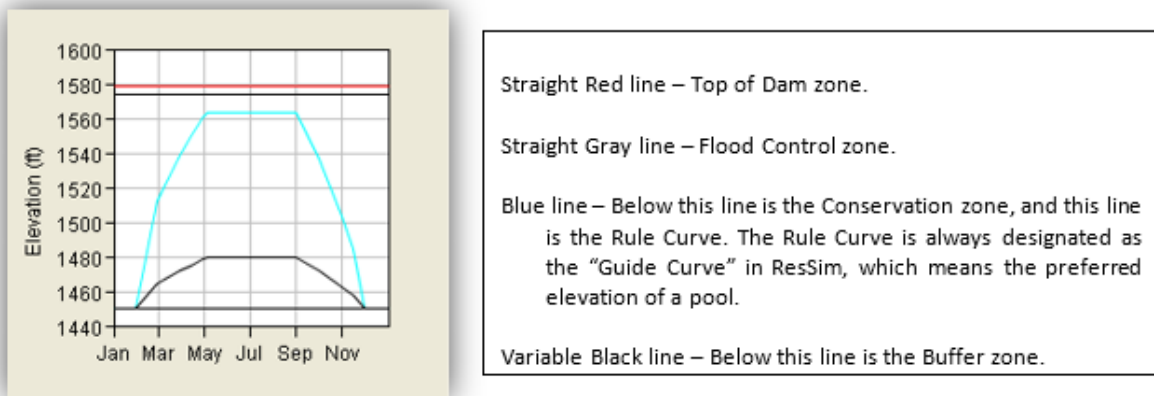 1600
1580
1560
1540
1520
1500
1480
1460
1440
Elevation (ft)
Jan Mar May Jul Sep Nov
Straight Red line – Top of Dam zone.
Straight Gray line – Flood Control zone.
Blue line – Below this line is the Conservation zone, and this line
is the Rule Curve. The Rule Curve is always designated as
the “Guide Curve” in ResSim, which means the preferred
elevation of a pool.
Variable Black line – Below this line is the Buffer zone.